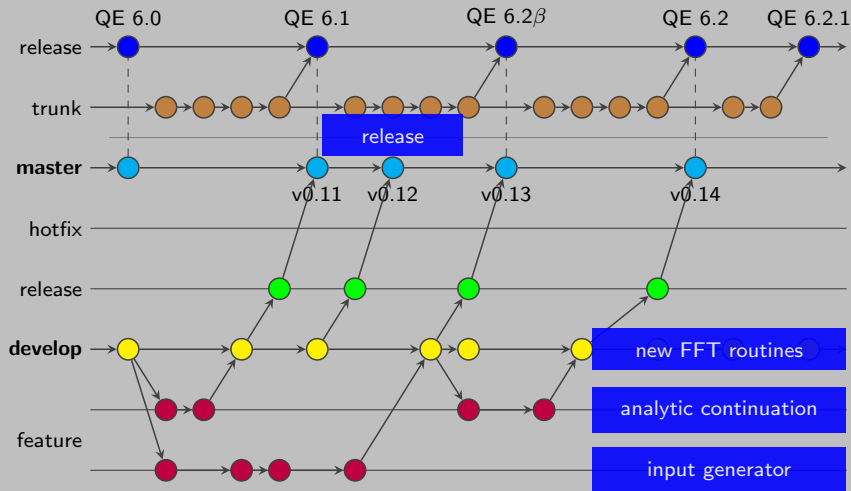 QE 6.0 QE 6.1 QE 6.2β QE 6.2 QE 6.2.1
release
trunk
release
master
v0.11 v0.12 v0.13 v0.14
hotfix
release
develop new FFT routines
analytic continuation
feature
input generator